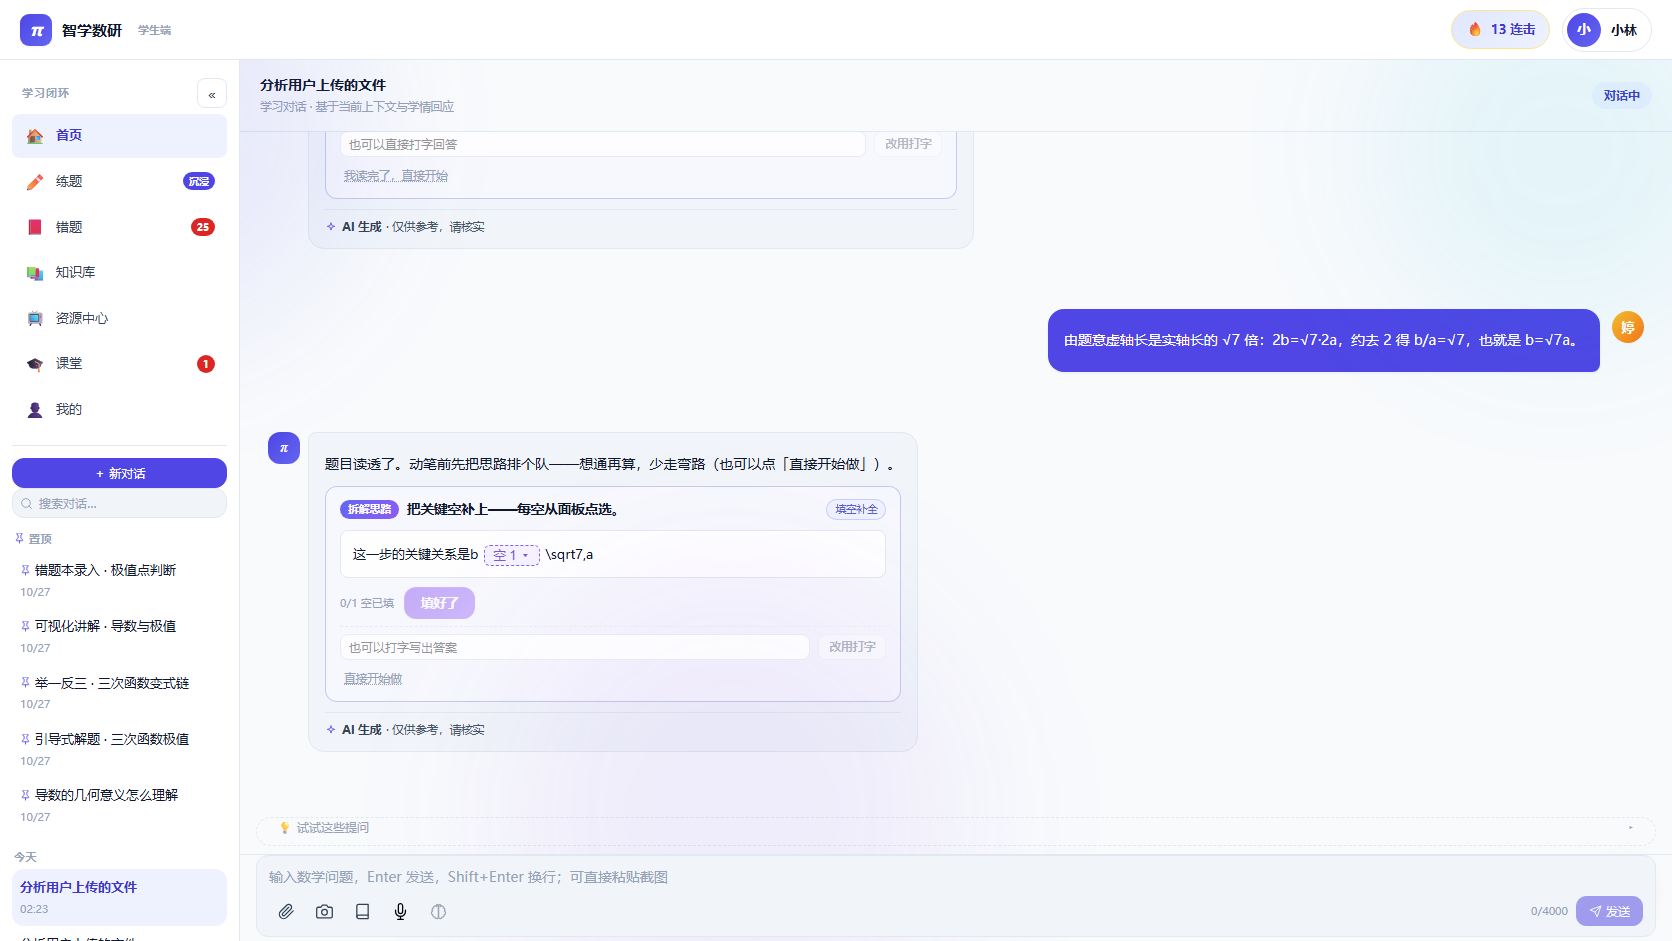 π 智学数研 学生端
13 连击
小 小林
学习闭环
«
首页
练题 沉浸
错题 25
知识库
资源中心
课堂 1
我的
+ 新对话
搜索对话...
置顶
错题本录入 · 极值点判断
10/27
可视化讲解 · 导数与极值
10/27
举一反三 · 三次函数变式链
10/27
引导式解题 · 三次函数极值
10/27
导数的几何意义怎么理解
10/27
今天
分析用户上传的文件
02:23
分析用户上传的文件
学习对话 · 基于当前上下文与学情回应
对话中
也可以直接打字回答 改用打字
我读完了，直接开始
AI 生成 · 仅供参考，请核实
由题意虚轴长是实轴长的 √7 倍：2b=√7·2a，约去 2 得 b/a=√7，也就是 b=√7a。
婷
π
题目读透了。动笔前先把思路排个队——想通再算，少走弯路（也可以点「直接开始做」）。
拆解思路 把关键空补上——每空从面板点选。 填空补全
这一步的关键关系是b 空 1 \sqrt7,a
0/1 空已填 填好了
也可以打字写出答案 改用打字
直接开始做
AI 生成 · 仅供参考，请核实
试试这些提问
输入数学问题，Enter 发送，Shift+Enter 换行；可直接粘贴截图
0/4000 发送